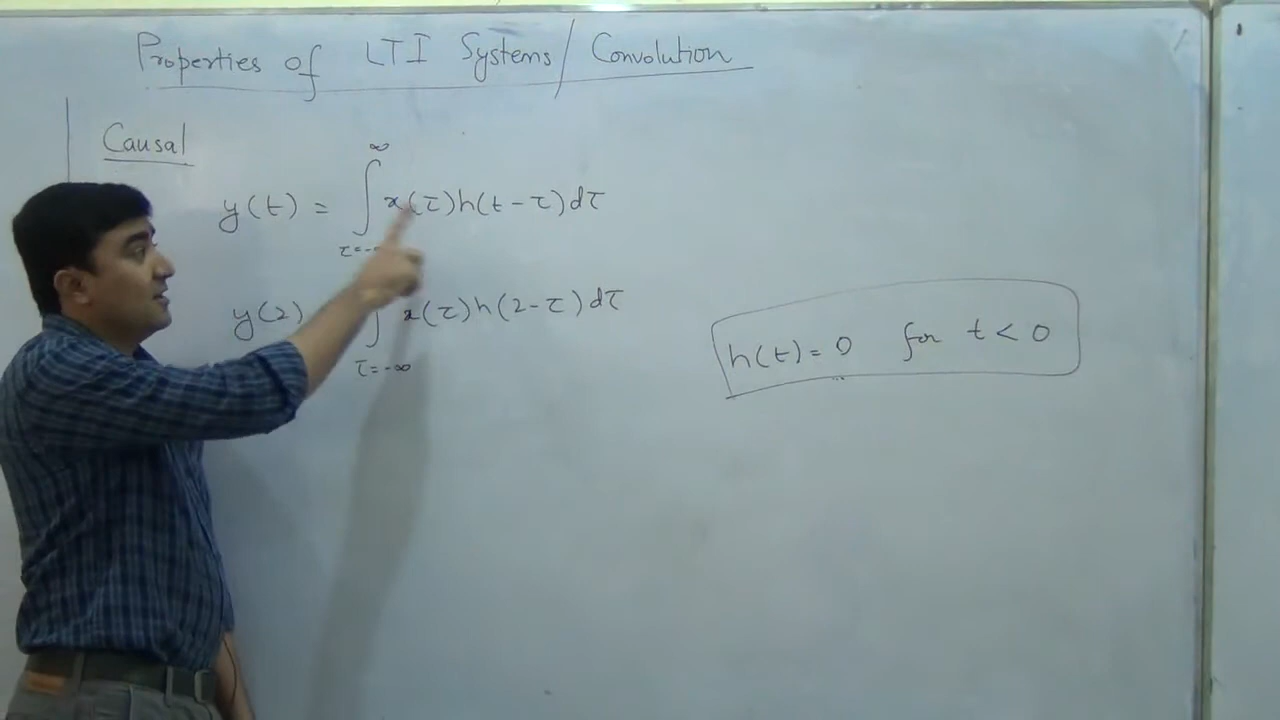 Properties of LTI Systems/Convolution
Causal
∞
y(t) = ∫ x(τ)h(t-τ)dτ
τ=-
y(2) ∫ x(τ)h(2-τ)dτ
τ=-∞
h(t)=0 for t<0